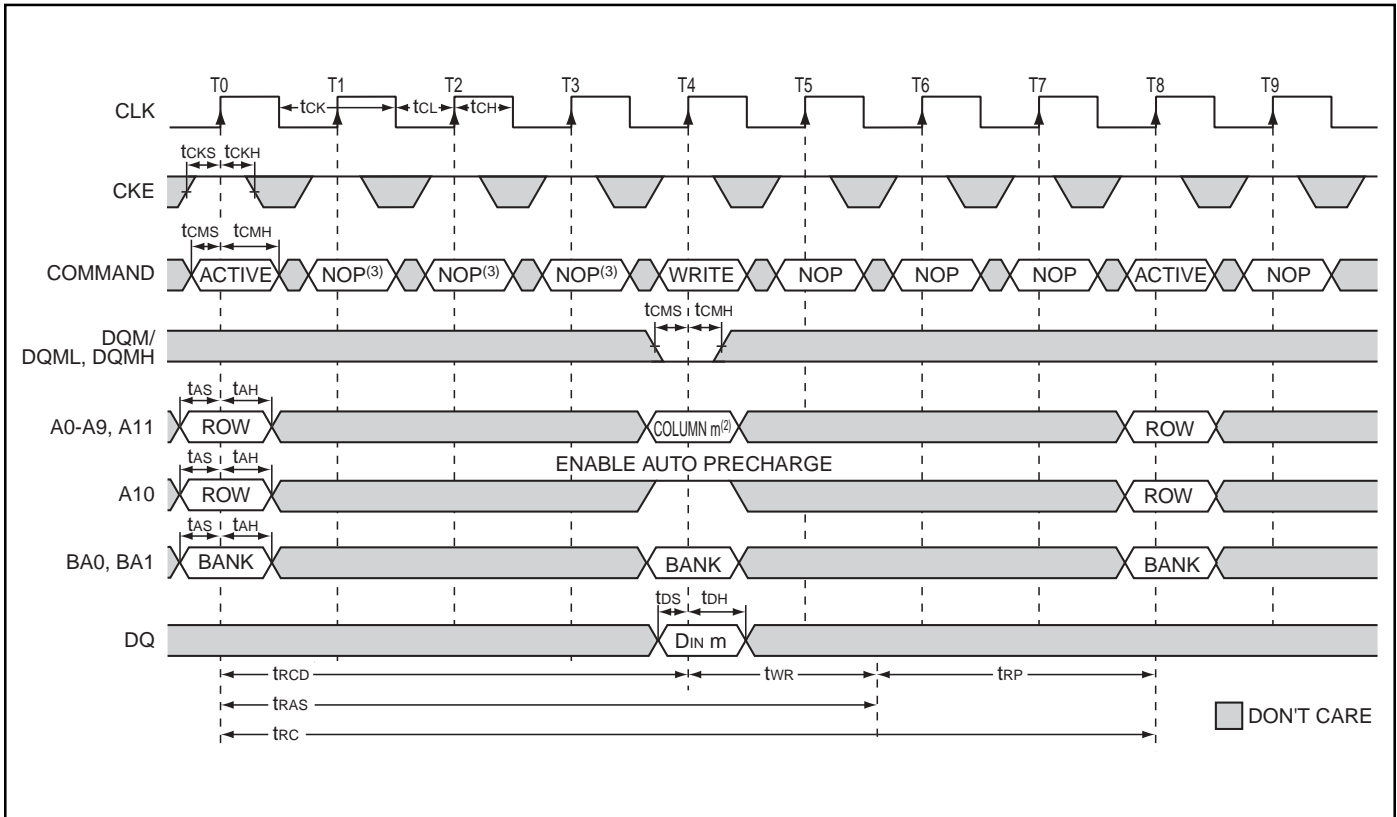 T0 T1 T2 T3 T4 T5 T6 T7 T8 T9
CLK
tCK tCL tCH
tCKS tCKH
CKE
tCMS tCMH
COMMAND ACTIVE NOP(3) NOP(3) NOP(3) WRITE NOP NOP NOP ACTIVE NOP
tCMS tCMH
DQM/
DQML, DQMH
tAS tAH
A0-A9, A11 ROW COLUMN m(2) ROW
ENABLE AUTO PRECHARGE
tAS tAH
A10 ROW ROW
tAS tAH
BA0, BA1 BANK BANK BANK
tDS tDH
DQ DIN m
tRCD tWR tRP
tRAS
DON'T CARE
tRC